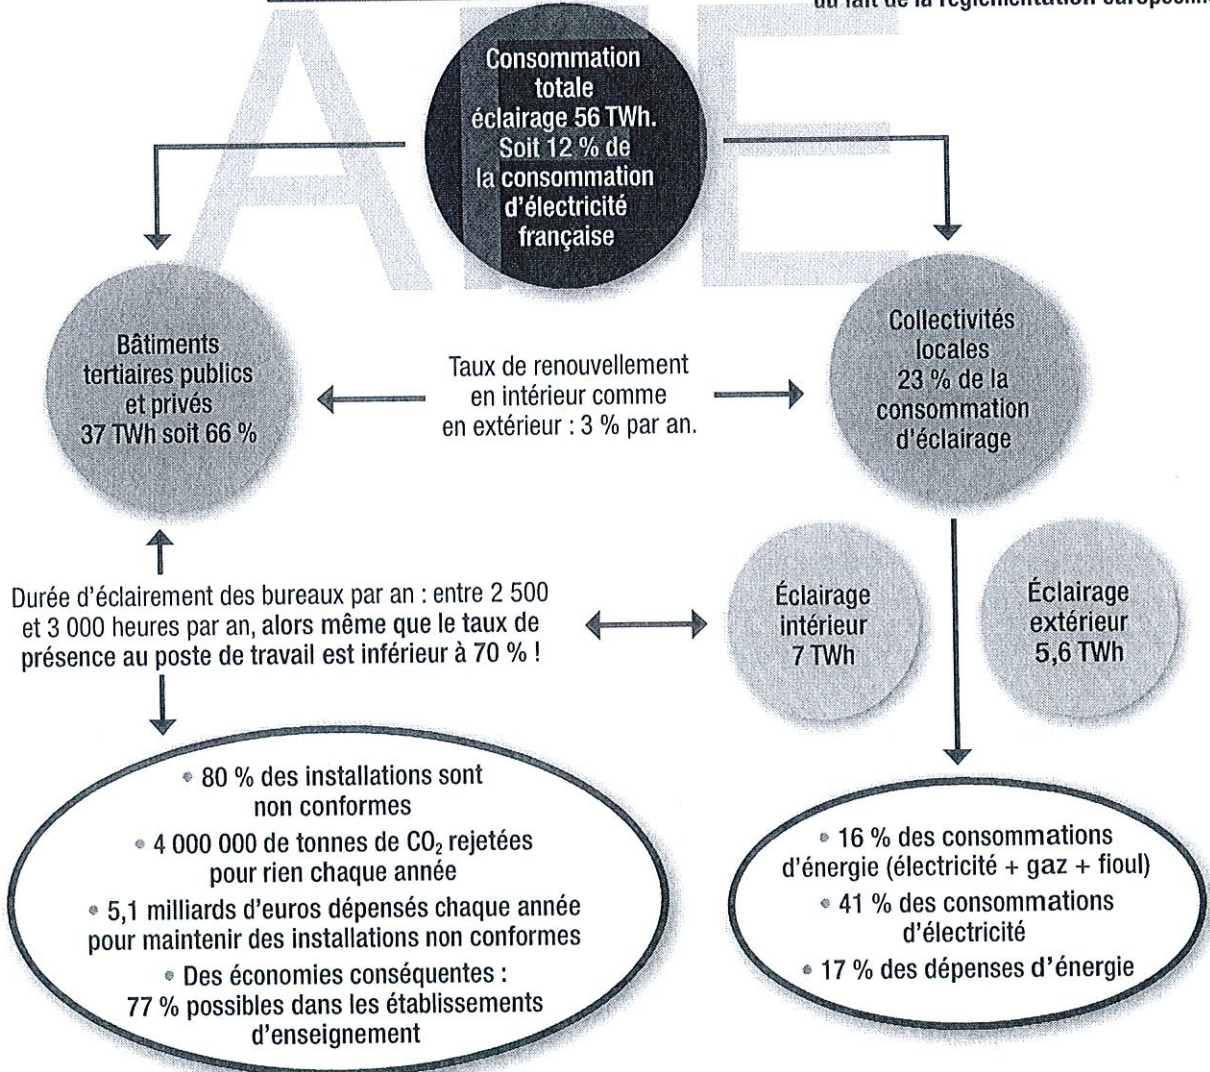 du fait de la réglementation européenne
Consommation
totale
éclairage 56 TWh.
Soit 12 % de
la consommation
d'électricité
française
Bâtiments
tertiaires publics
et privés
37 TWh soit 66 %
Taux de renouvellement
en intérieur comme
en extérieur : 3 % par an.
Collectivités
locales
23 % de la
consommation
d'éclairage
Durée d'éclairement des bureaux par an : entre 2 500
et 3 000 heures par an, alors même que le taux de
présence au poste de travail est inférieur à 70 % !
Éclairage
intérieur
7 TWh
Éclairage
extérieur
5,6 TWh
• 80 % des installations sont
non conformes
• 4 000 000 de tonnes de CO₂ rejetées
pour rien chaque année
• 5,1 milliards d'euros dépensés chaque année
pour maintenir des installations non conformes
• Des économies conséquentes :
77 % possibles dans les établissements
d'enseignement
• 16 % des consommations
d'énergie (électricité + gaz + fioul)
• 41 % des consommations
d'électricité
• 17 % des dépenses d'énergie